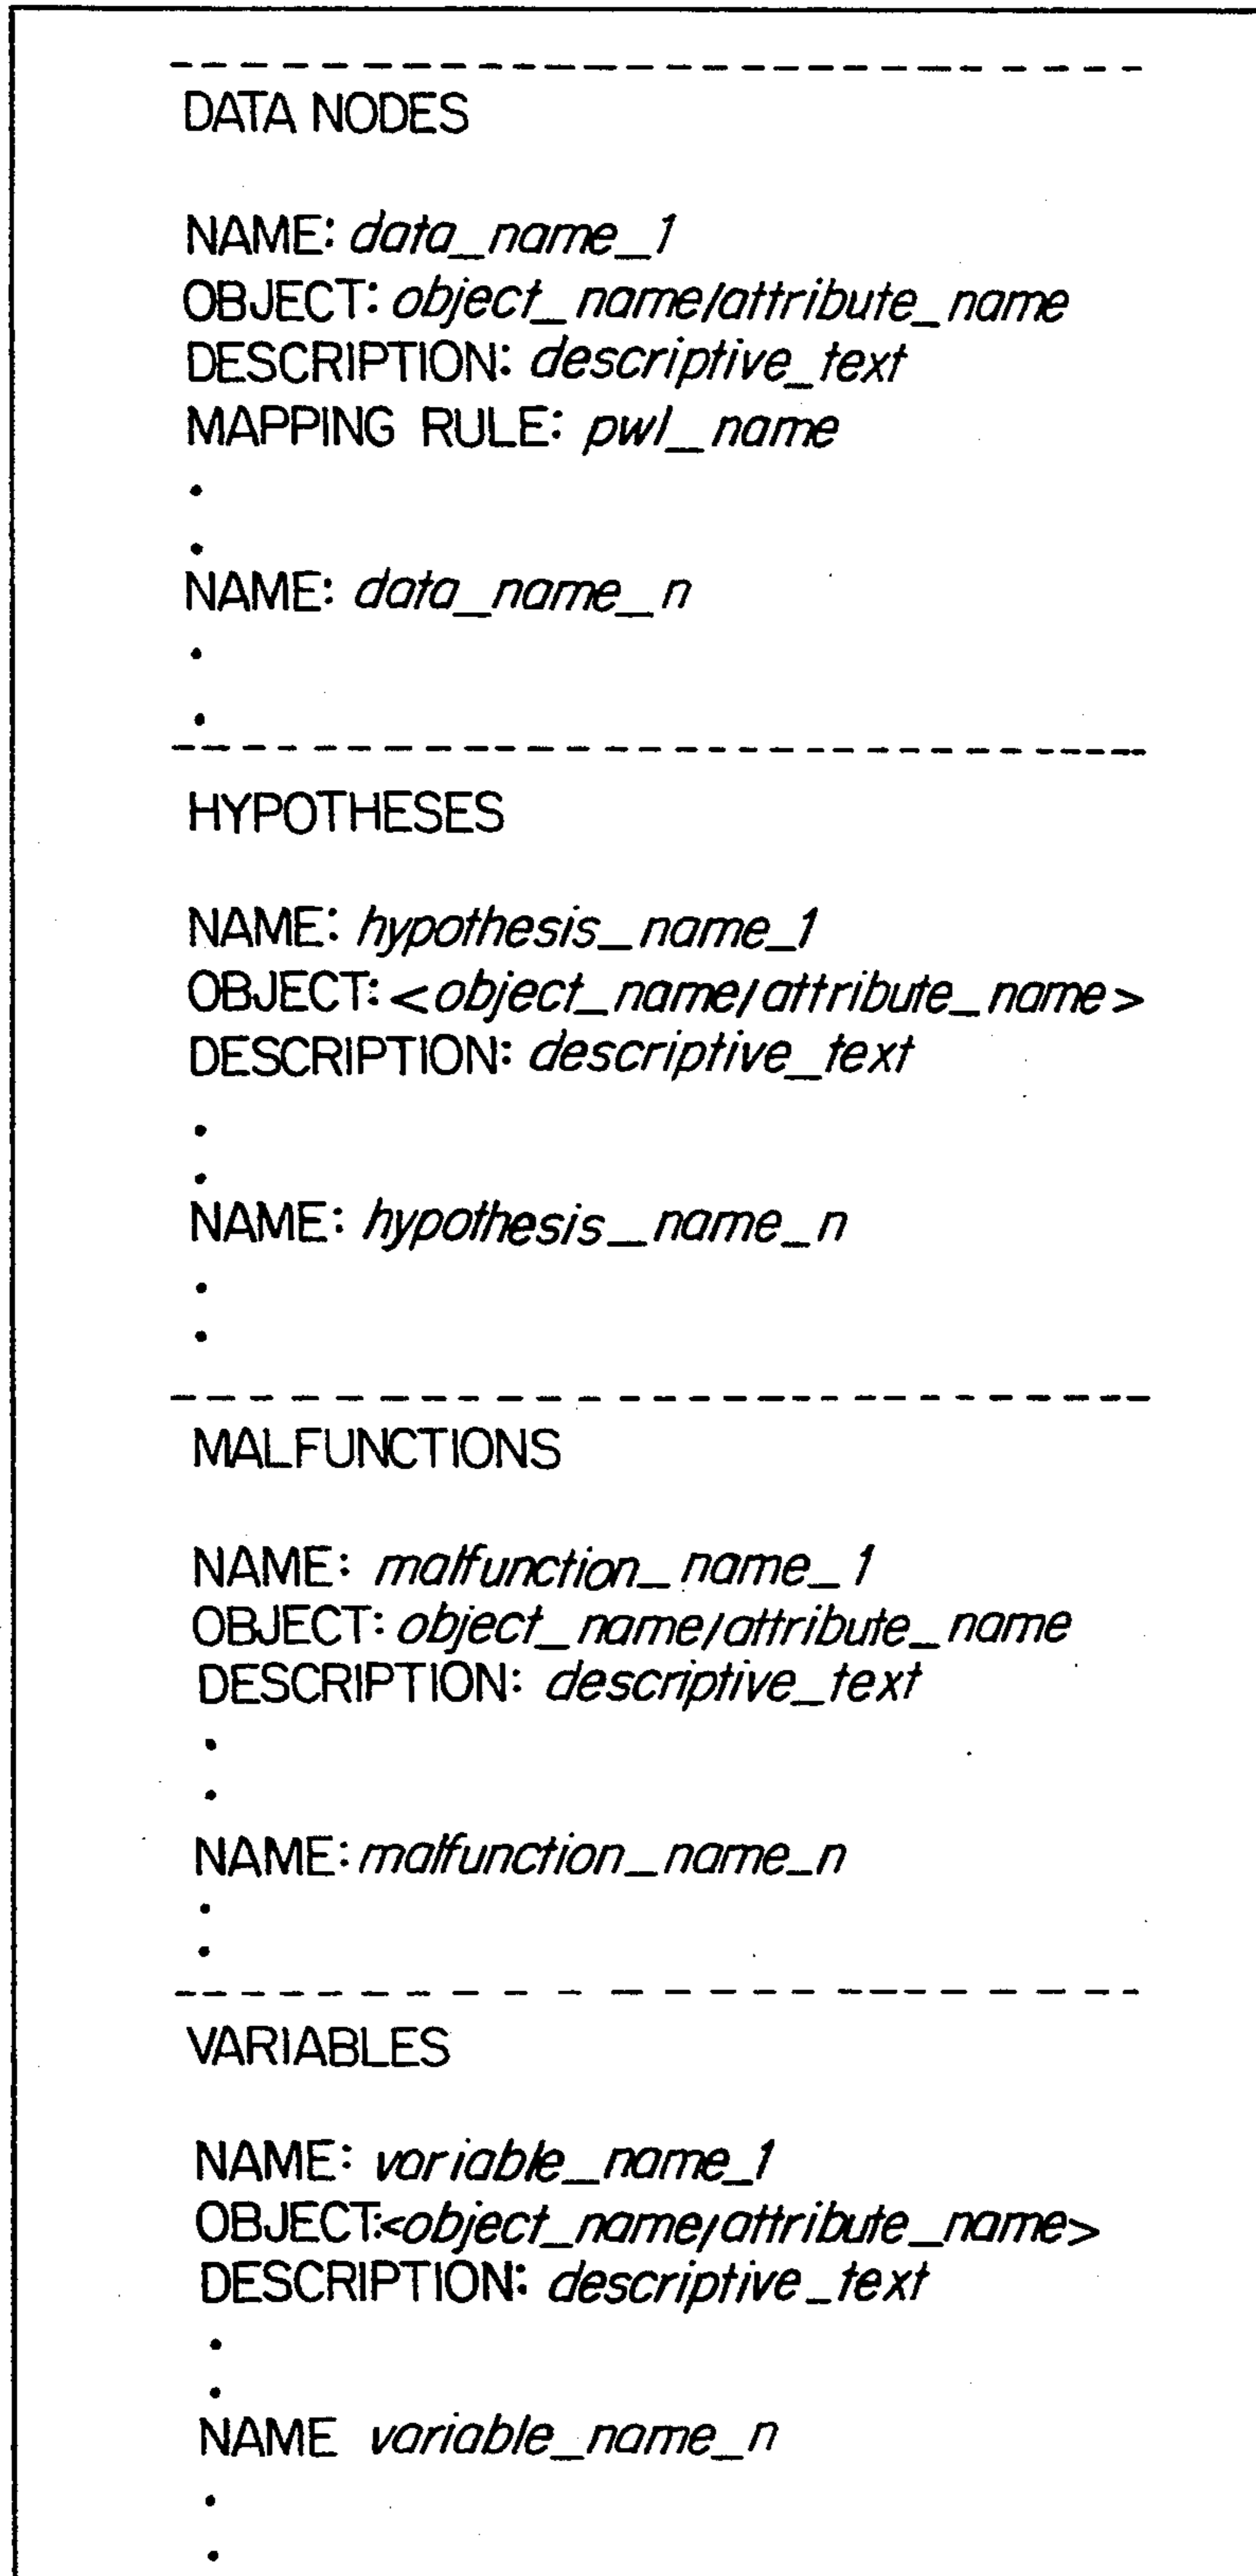 DATA NODES
NAME: data_name_1
OBJECT: object_name/attribute_name
DESCRIPTION: descriptive_text
MAPPING RULE: pwl_name
.
.
NAME: data_name_n
.
.
HYPOTHESES
NAME: hypothesis_name_1
OBJECT: <object_name/attribute_name>
DESCRIPTION: descriptive_text
.
.
NAME: hypothesis_name_n
.
.
MALFUNCTIONS
NAME: malfunction_name_1
OBJECT: object_name/attribute_name
DESCRIPTION: descriptive_text
.
.
NAME: malfunction_name_n
.
.
VARIABLES
NAME: variable_name_1
OBJECT:<object_name/attribute_name>
DESCRIPTION: descriptive_text
.
.
NAME variable_name_n
.
.